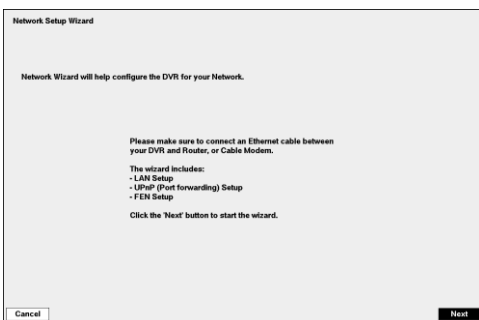 Network Setup Wizard
Network Wizard will help configure the DVR for your Network.
Please make sure to connect an Ethernet cable between
your DVR and Router, or Cable Modem.
The wizard includes:
- LAN Setup
- UPnP (Port forwarding) Setup
- FEN Setup
Click the 'Next' button to start the wizard.
Cancel
Next